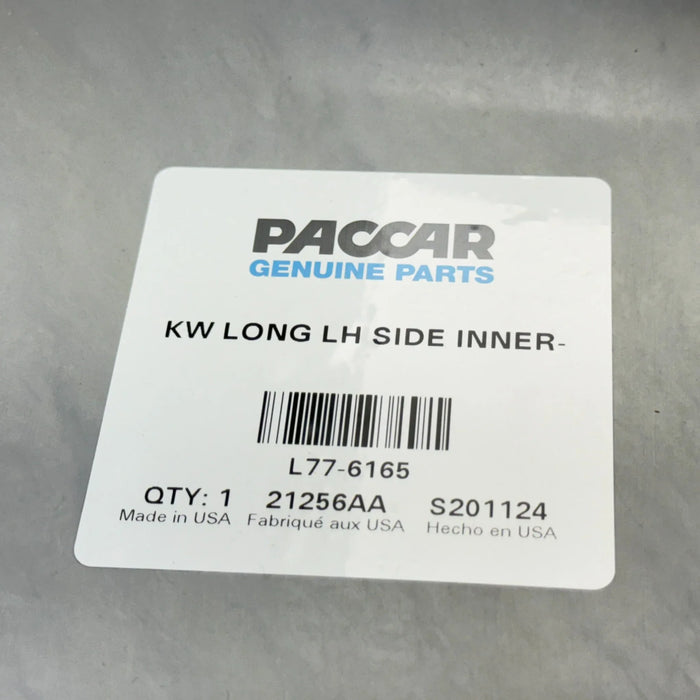 PACCAR
GENUINE PARTS
KW LONG LH SIDE INNER-
L77-6165
QTY: 1 21256AA S201124
Made in USA Fabriqué aux USA Hecho en USA